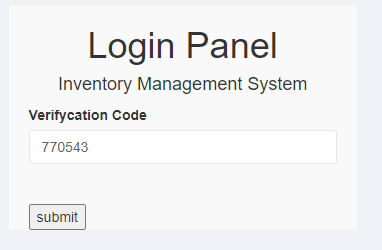 Login Panel
Inventory Management System
Verifycation Code
770543
submit